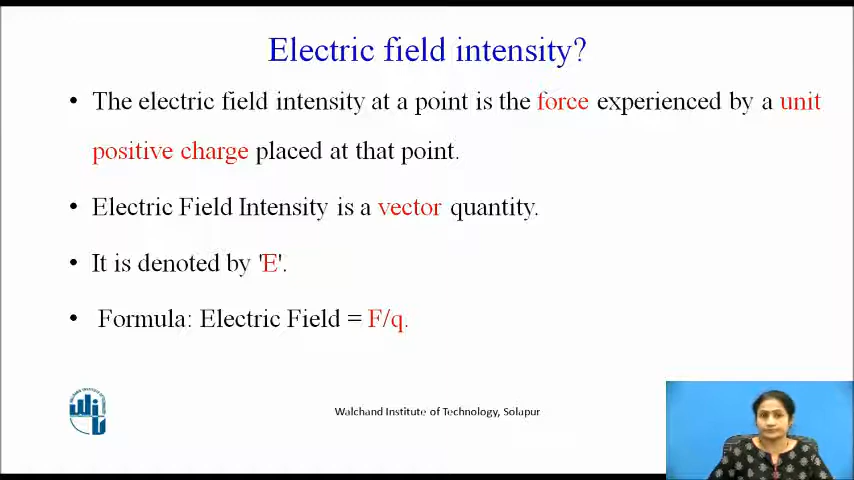 Electric field intensity?
• The electric field intensity at a point is the force experienced by a unit
positive charge placed at that point.
• Electric Field Intensity is a vector quantity.
• It is denoted by 'E'.
• Formula: Electric Field = F/q.
Walchand Institute of Technology, Solapur